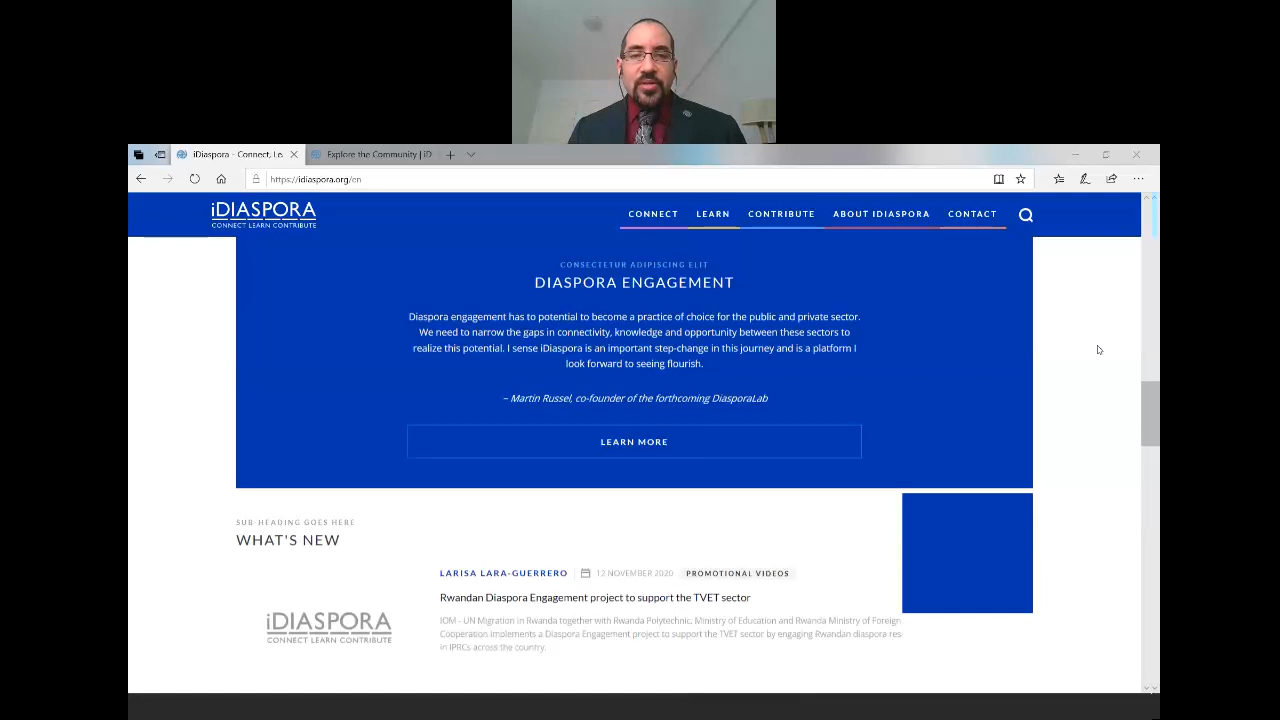 iDiaspora - Connect, Le
Explore the Community | iD
https://idiaspora.org/en
iDIASPORA
CONNECT LEARN CONTRIBUTE
CONNECT LEARN CONTRIBUTE ABOUT IDIASPORA CONTACT
CONSECTETUR ADIPISCING ELIT
DIASPORA ENGAGEMENT
Diaspora engagement has to potential to become a practice of choice for the public and private sector.
We need to narrow the gaps in connectivity, knowledge and opportunity between these sectors to
realize this potential. I sense iDiaspora is an important step-change in this journey and is a platform I
look forward to seeing flourish.
~ Martin Russel, co-founder of the forthcoming DiasporaLab
LEARN MORE
SUB-HEADING GOES HERE
WHAT'S NEW
LARISA LARA-GUERRERO 12 NOVEMBER 2020 PROMOTIONAL VIDEOS
Rwandan Diaspora Engagement project to support the TVET sector
iDIASPORA
CONNECT LEARN CONTRIBUTE
IOM - UN Migration in Rwanda together with Rwanda Polytechnic, Ministry of Education and Rwanda Ministry of Foreign
Cooperation implements a Diaspora Engagement project to support the TVET sector by engaging Rwandan diaspora res
in IPRCs across the country.